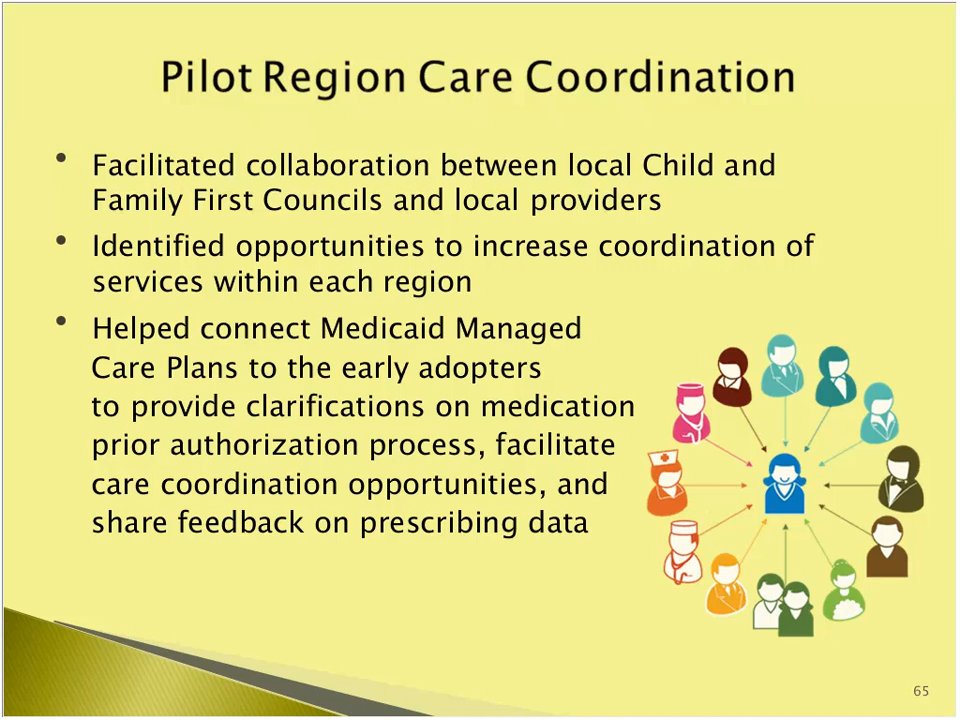 Pilot Region Care Coordination
• Facilitated collaboration between local Child and
Family First Councils and local providers
• Identified opportunities to increase coordination of
services within each region
• Helped connect Medicaid Managed
Care Plans to the early adopters
to provide clarifications on medication
prior authorization process, facilitate
care coordination opportunities, and
share feedback on prescribing data
65